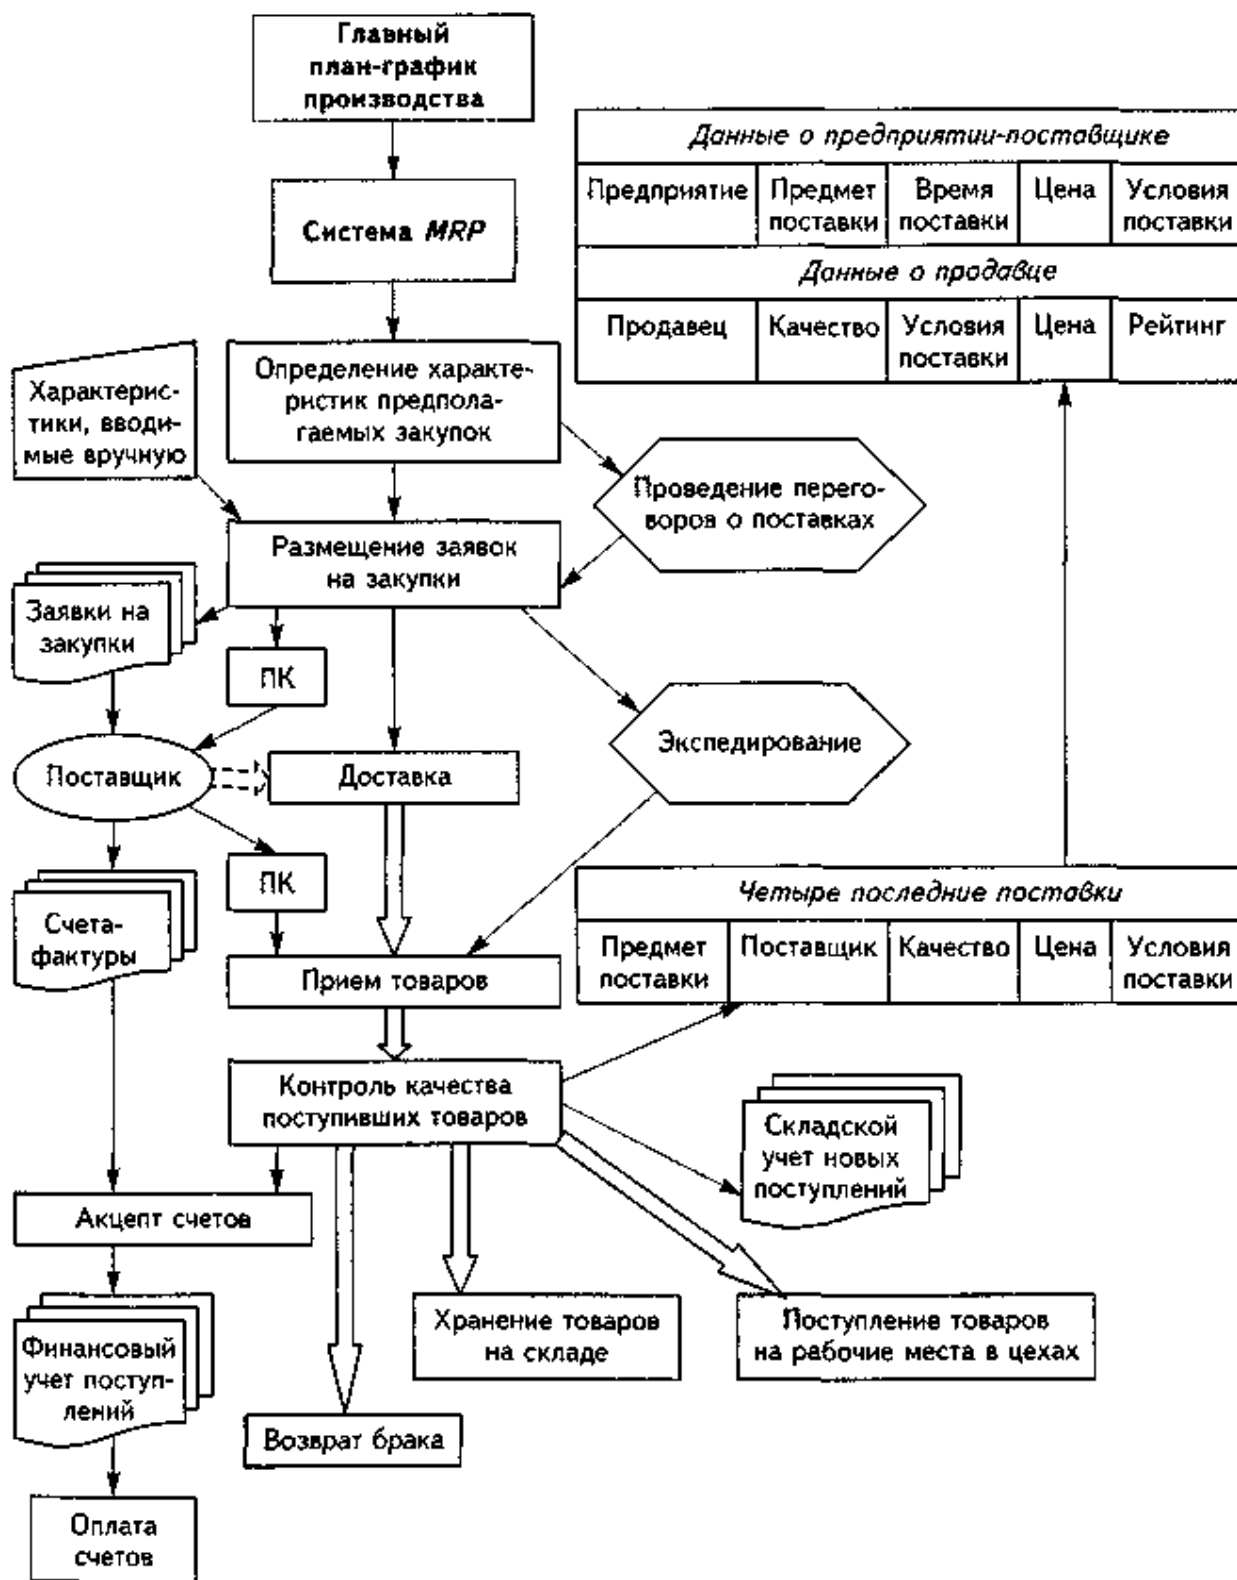 Главный
план-график
производства
Система MRP
Данные о предприятии-поставщике
Предприятие
Предмет
поставки
Время
поставки
Цена
Условия
поставки
Данные о продавце
Продавец
Качество
Условия
поставки
Цена
Рейтинг
Характерис-
тики, вводи-
мые вручную
Определение характе-
ристик предпола-
гаемых закупок
Проведение перего-
воров о поставках
Размещение заявок
на закупки
Заявки на
закупки
ПК
Экспедирование
Поставщик
Доставка
ПК
Счета-
фактуры
Четыре последние поставки
Предмет
поставки
Поставщик
Качество
Цена
Условия
поставки
Прием товаров
Контроль качества
поступивших товаров
Складской
учет новых
поступлений
Акцепт счетов
Хранение товаров
на складе
Поступление товаров
на рабочие места в цехах
Финансовый
учет поступ-
лений
Возврат брака
Оплата
счетов